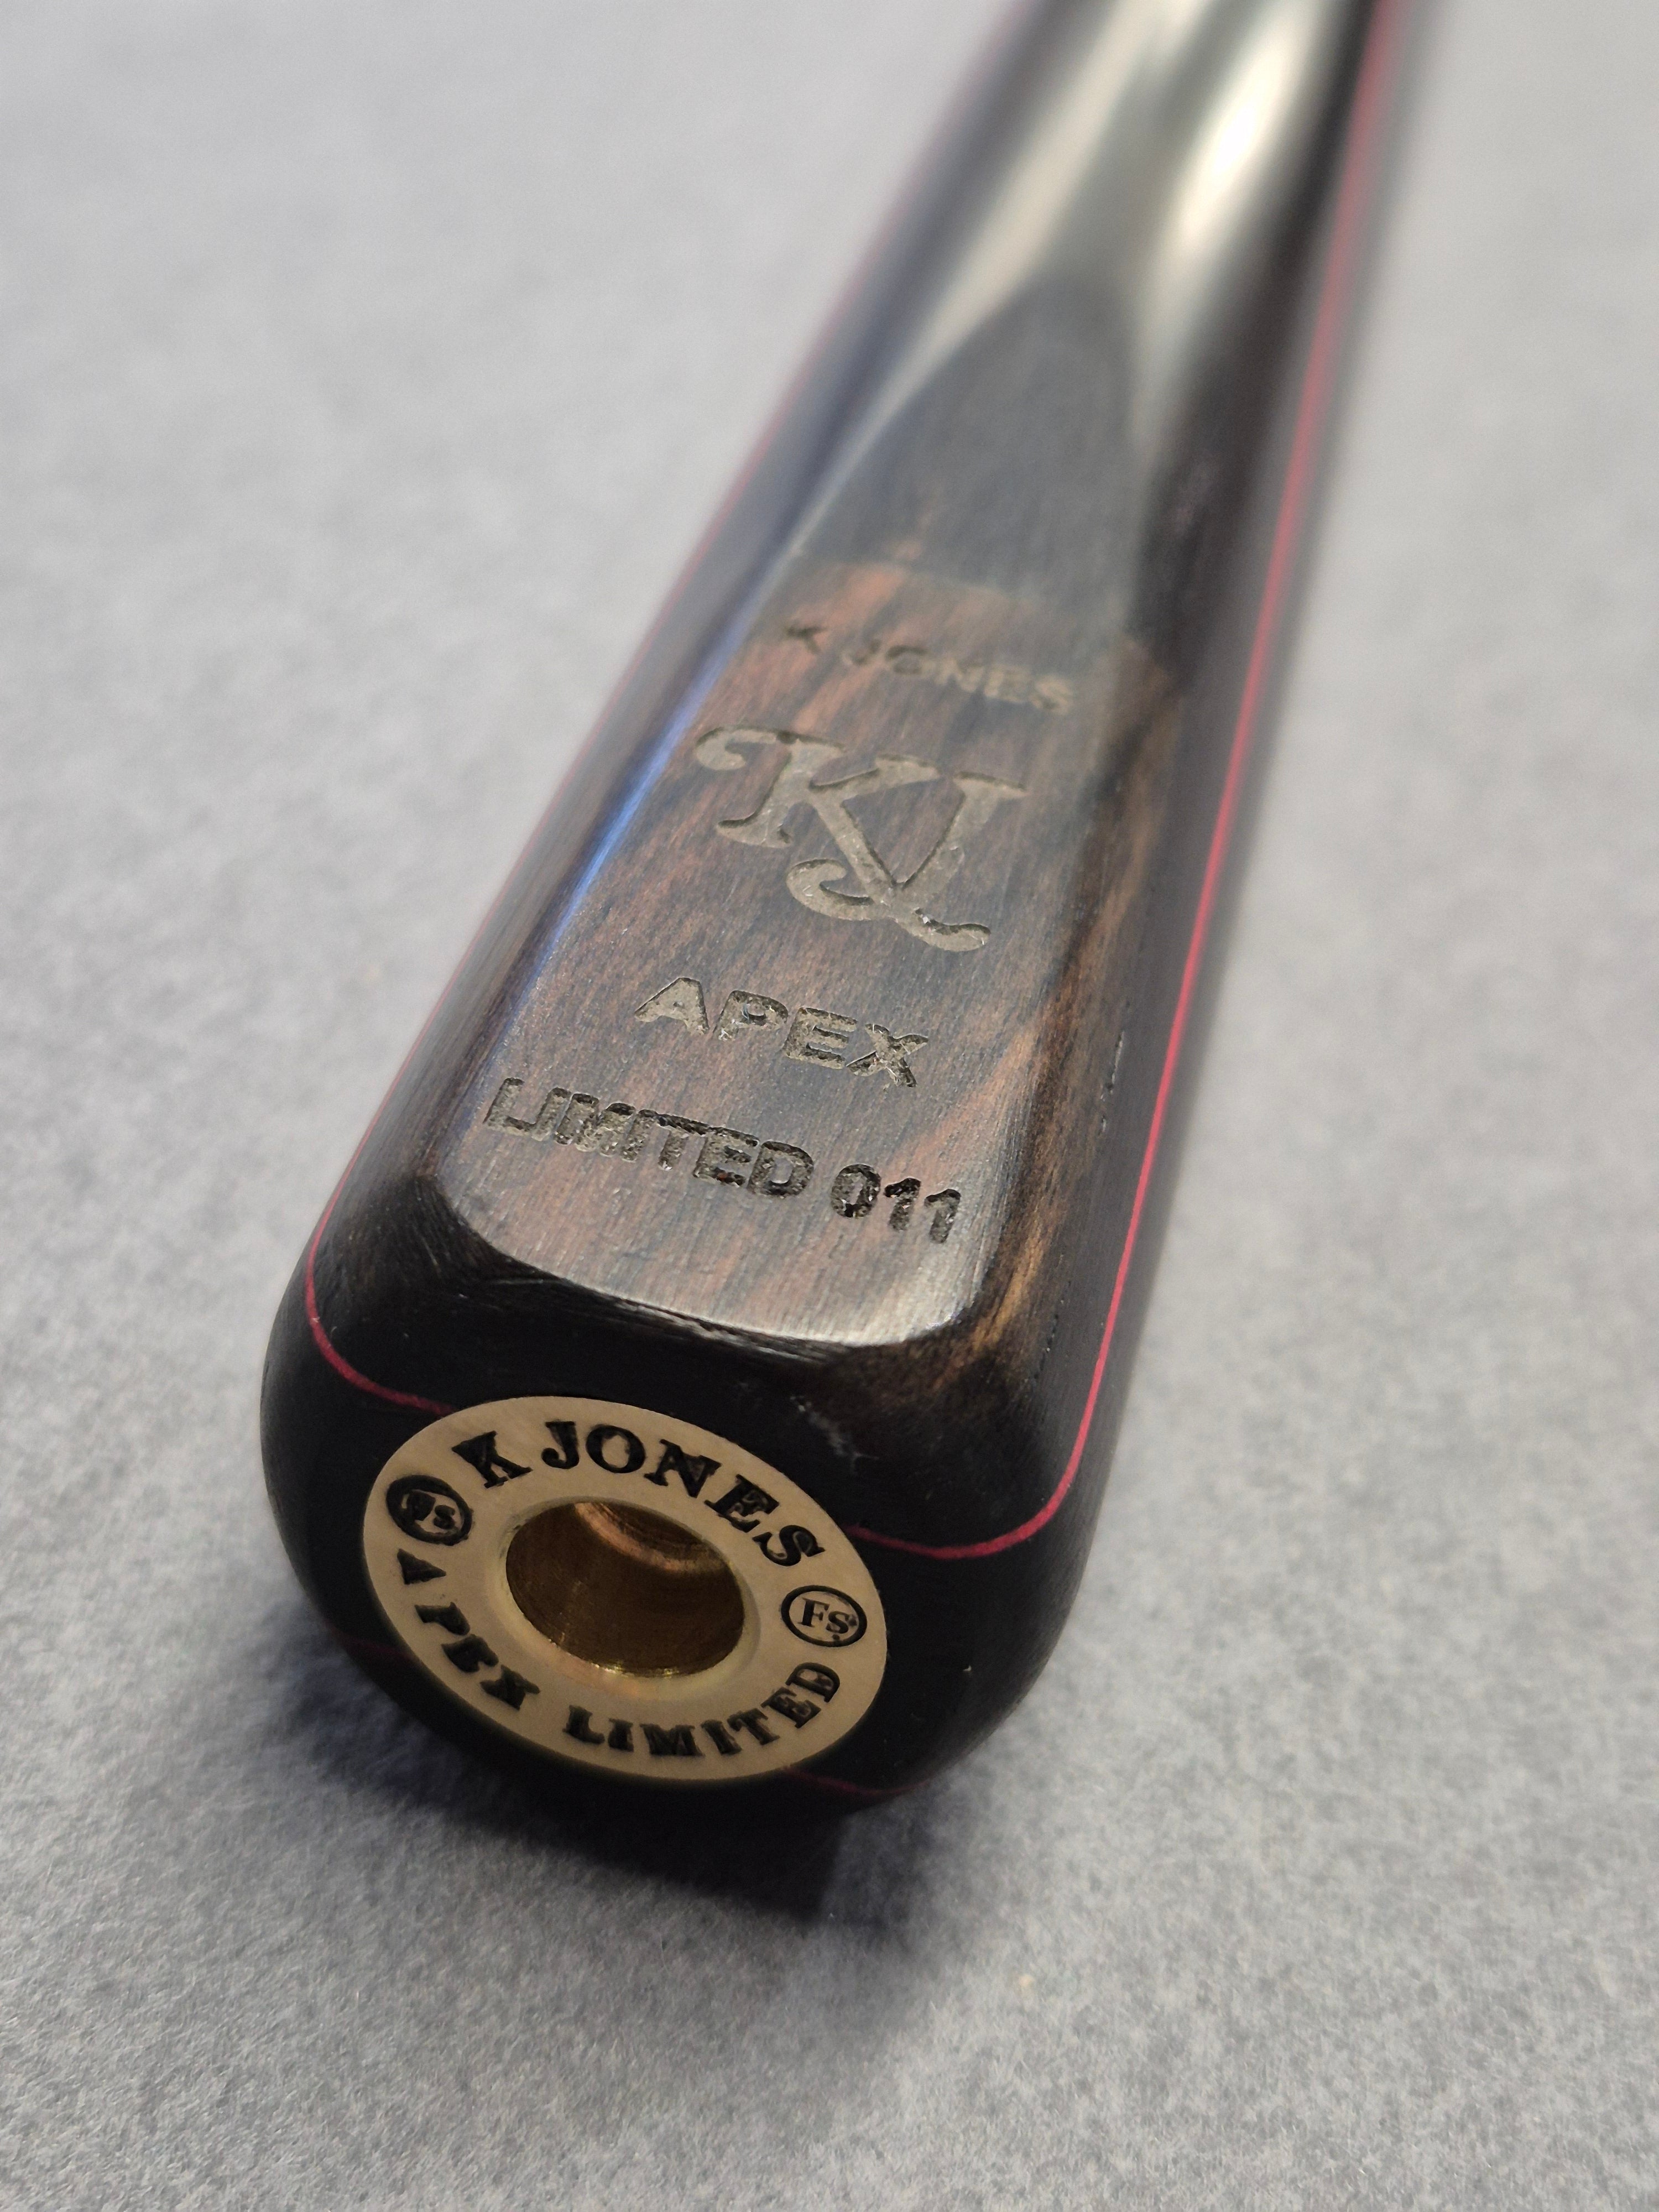 K JONES
KJ
APEX
LIMITED 011
K JONES
FS
FS
APEX LIMITED